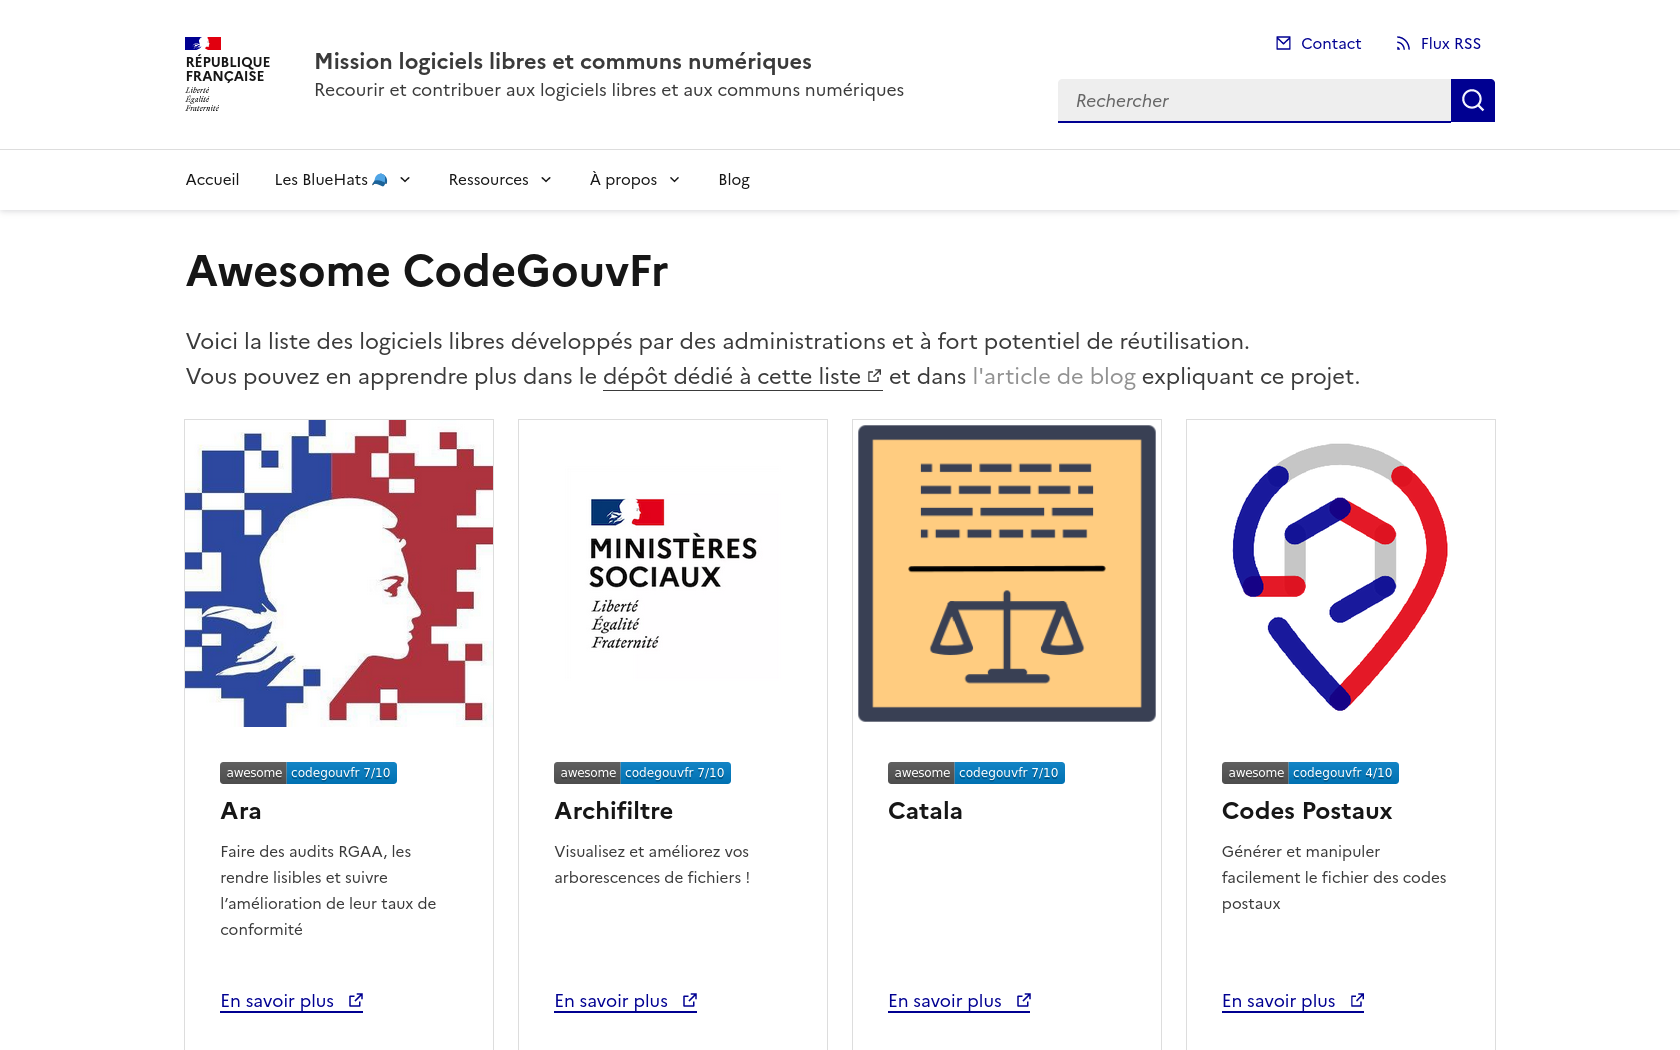 RÉPUBLIQUE
FRANÇAISE
Liberté
Égalité
Fraternité
Mission logiciels libres et communs numériques
Recourir et contribuer aux logiciels libres et aux communs numériques
Contact
Flux RSS
Rechercher
Accueil
Les BlueHats
Ressources
À propos
Blog
Awesome CodeGouvFr
Voici la liste des logiciels libres développés par des administrations et à fort potentiel de réutilisation.
Vous pouvez en apprendre plus dans le dépôt dédié à cette liste et dans l'article de blog expliquant ce projet.
awesome codegouvfr 7/10
Ara
Faire des audits RGAA, les
rendre lisibles et suivre
l’amélioration de leur taux de
conformité
En savoir plus
MINISTÈRES
SOCIAUX
Liberté
Égalité
Fraternité
awesome codegouvfr 7/10
Archifiltre
Visualisez et améliorez vos
arborescences de fichiers !
En savoir plus
awesome codegouvfr 7/10
Catala
En savoir plus
awesome codegouvfr 4/10
Codes Postaux
Générer et manipuler
facilement le fichier des codes
postaux
En savoir plus